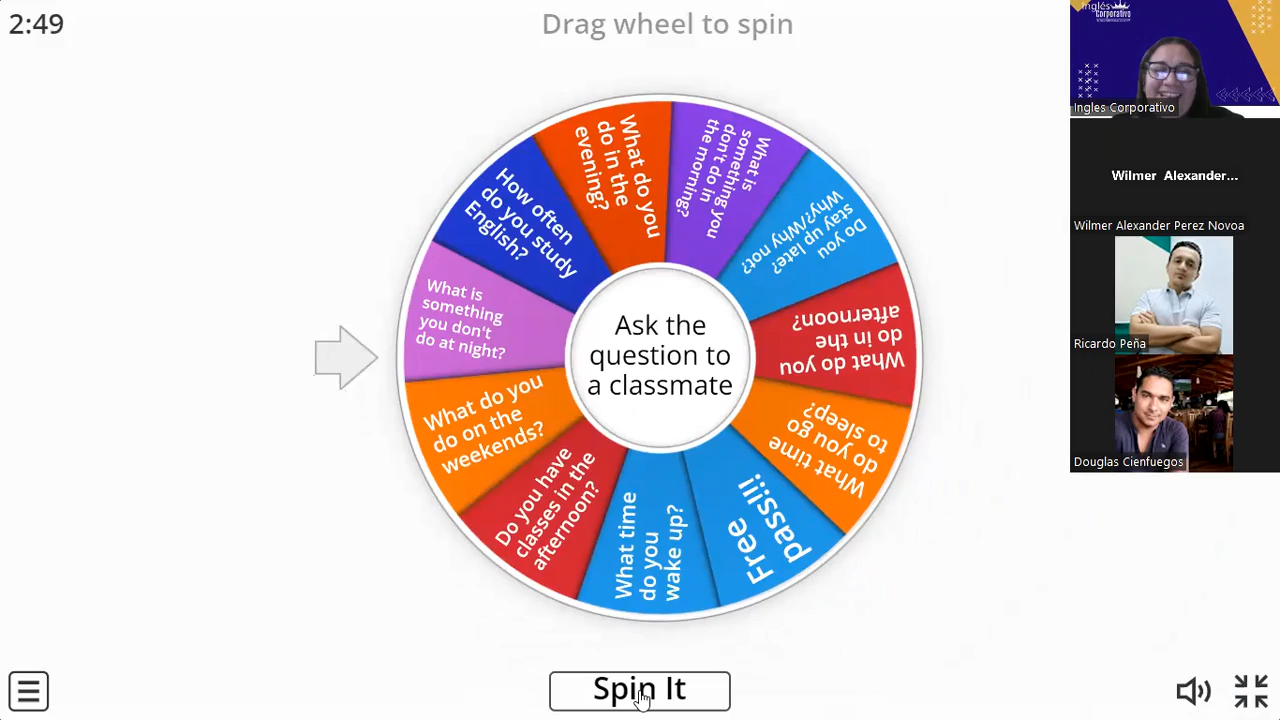 2:49
Drag wheel to spin
What do you
do in the
evening?
What is
something you
don't do in
the morning?
Do you
stay up late?
Why?/Why not?
What do you
do in the
afternoon?
What time
do you go
to sleep?
Free
pass!!!
What time
do you
wake up?
Do you have
classes in the
afternoon?
What do you
do on the
weekends?
What is
something
you don't
do at night?
How often
do you study
English?
Ask the
question to
a classmate
Spin It
Inglés
Corporativo
Ingles Corporativo
Wilmer Alexander...
Wilmer Alexander Perez Novoa
Ricardo Peña
Douglas Cienfuegos